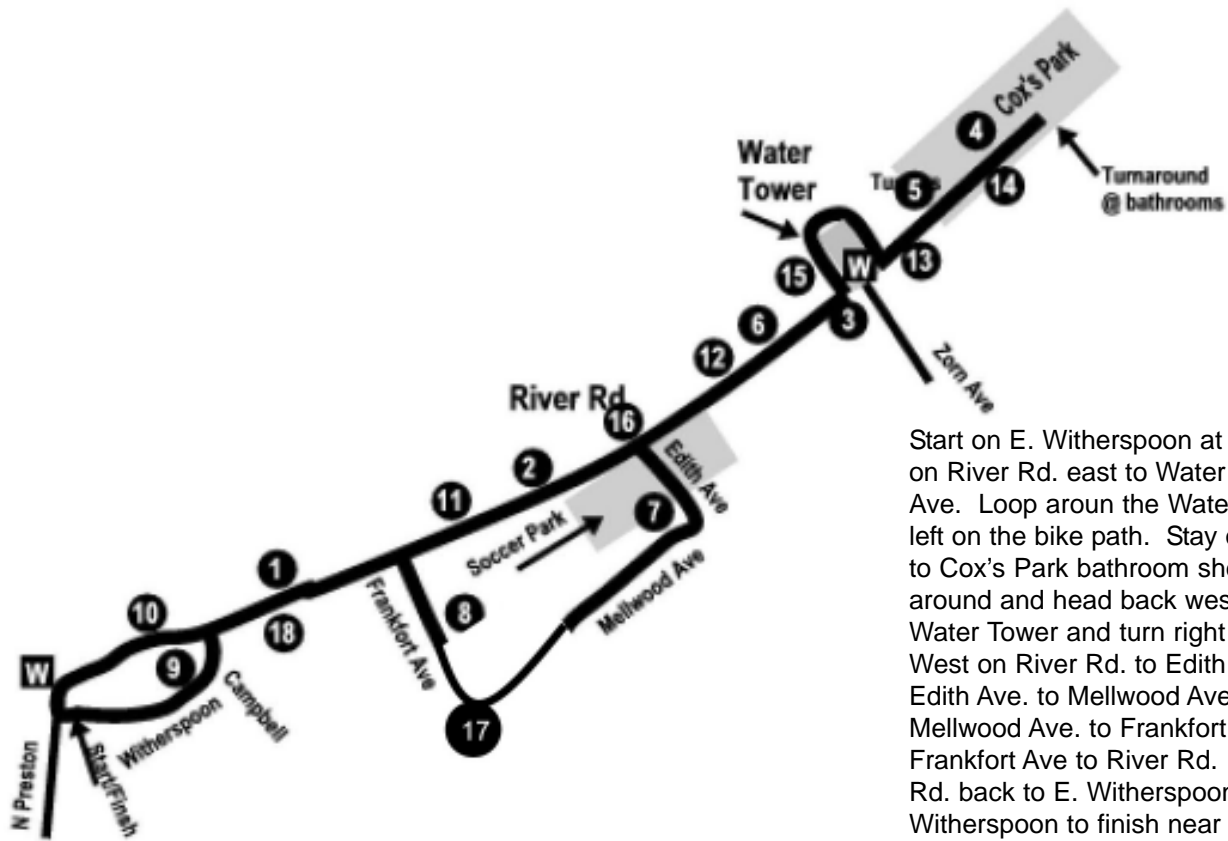 Cox's Park
4
Water
Tower
Tu s
5
14
Turnaround
@ bathrooms
W
13
15
3
6
12
Zorn Ave
River Rd
16
2
Edith Ave
11
7
Soccer Park
Mellwood Ave
1
Frankfort Ave
8
10
18
9
W
Campbell
Witherspoon
17
Start/Finsh
N Preston
Start on E. Witherspoon at
on River Rd. east to Water
Ave. Loop aroun the Wate
left on the bike path. Stay
to Cox's Park bathroom she
around and head back wes
Water Tower and turn right
West on River Rd. to Edith
Edith Ave. to Mellwood Ave
Mellwood Ave. to Frankfort
Frankfort Ave to River Rd.
Rd. back to E. Witherspoon
Witherspoon to finish near